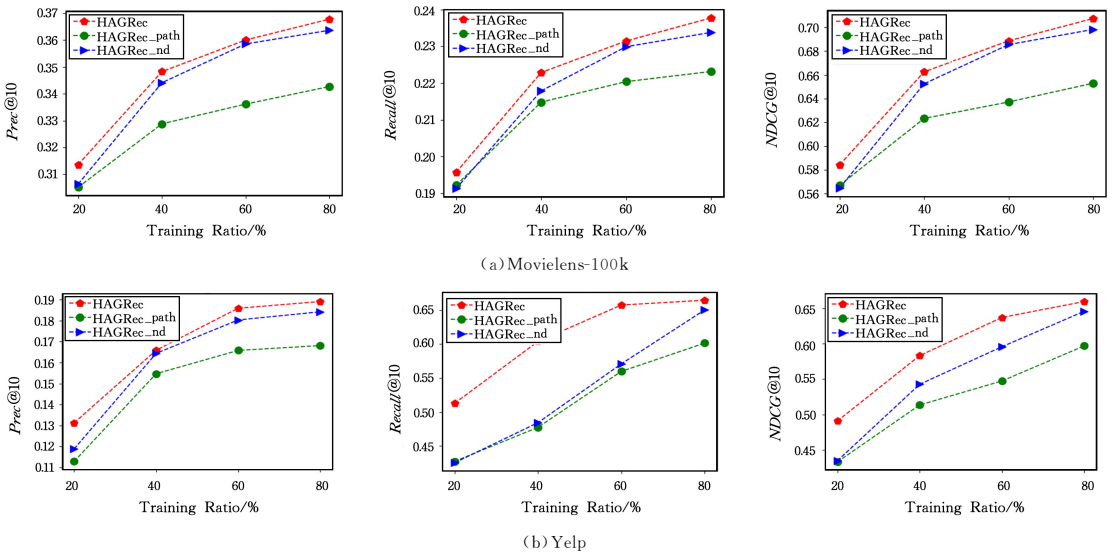 0.37
0.36
0.35
0.34
0.33
0.32
0.31
Prec@10
HAGRec
HAGRec_path
HAGRec_nd
20 40 60 80
Training Ratio/%
0.24
0.23
0.22
0.21
0.20
0.19
Recall@10
HAGRec
HAGRec_path
HAGRec_nd
20 40 60 80
Training Ratio/%
0.70
0.68
0.66
0.64
0.62
0.60
0.58
0.56
NDCG@10
HAGRec
HAGRec_path
HAGRec_nd
20 40 60 80
Training Ratio/%
(a)Movielens-100k
0.19
0.18
0.17
0.16
0.15
0.14
0.13
0.12
0.11
Prec@10
HAGRec
HAGRec_path
HAGRec_nd
20 40 60 80
Training Ratio/%
0.65
0.60
0.55
0.50
0.45
Recall@10
HAGRec
HAGRec_path
HAGRec_nd
20 40 60 80
Training Ratio/%
0.65
0.60
0.55
0.50
0.45
NDCG@10
HAGRec
HAGRec_path
HAGRec_nd
20 40 60 80
Training Ratio/%
(b)Yelp